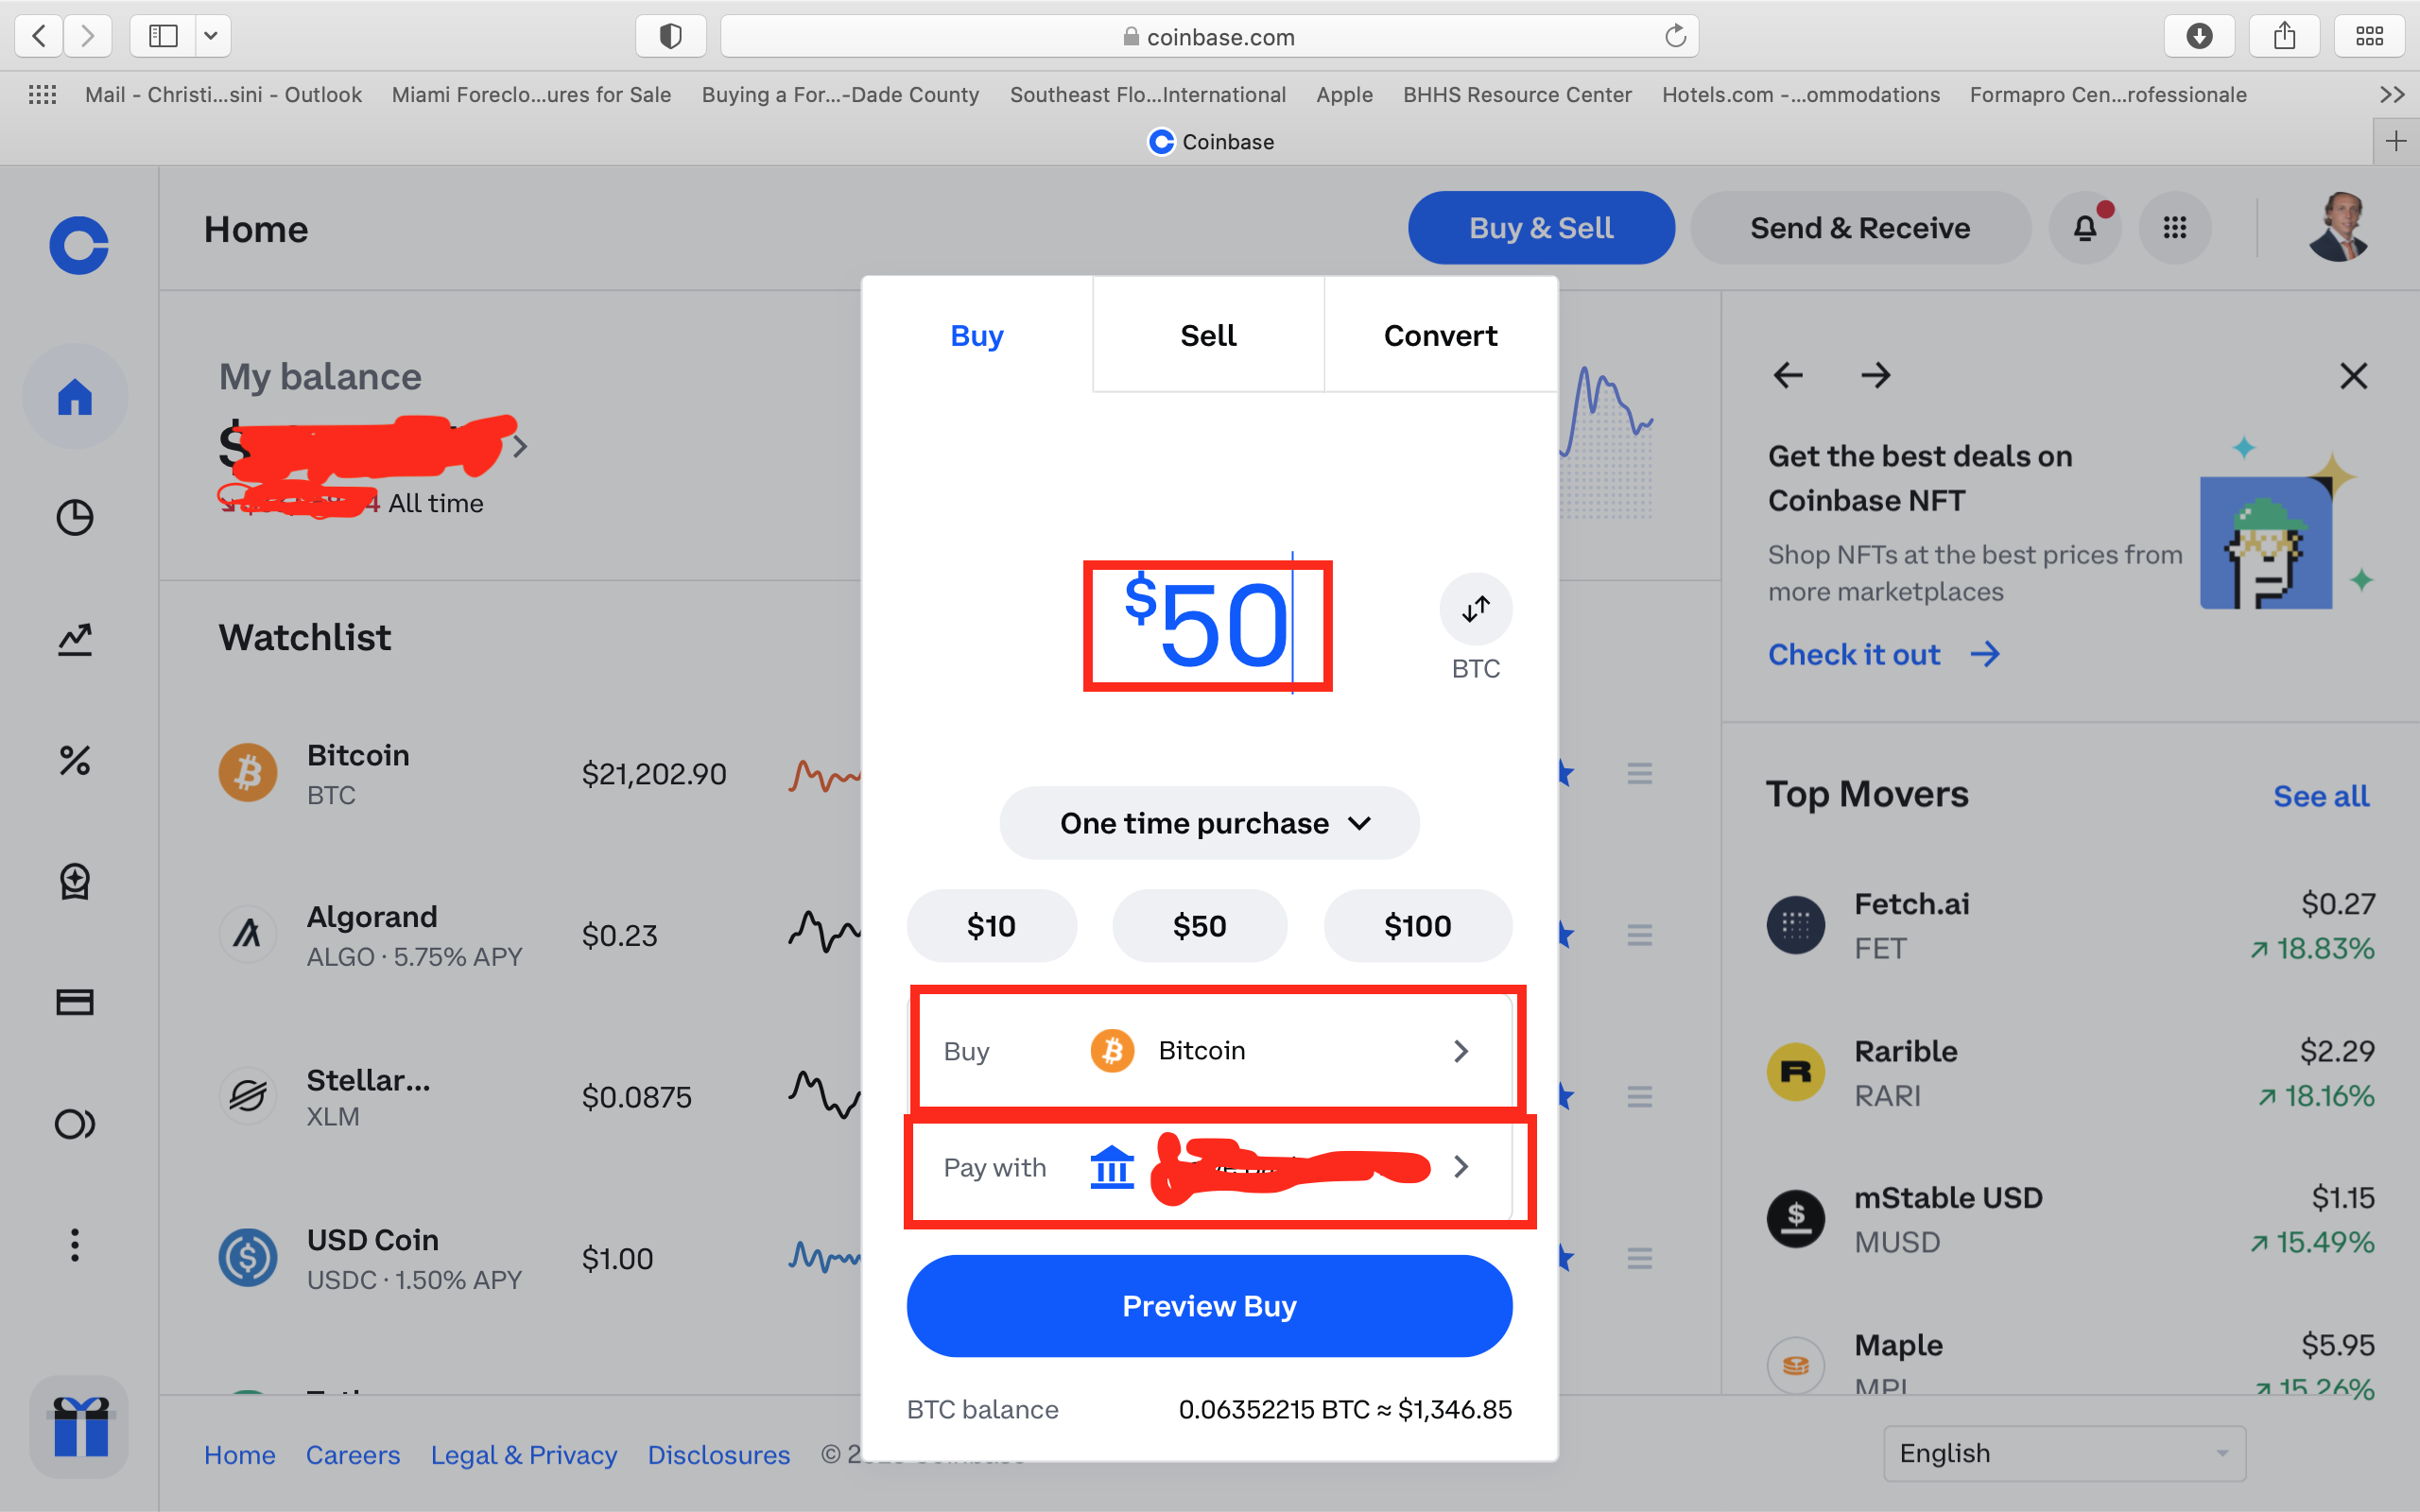 coinbase.com
Mail - Christi...sini - Outlook
Miami Foreclo...ures for Sale
Buying a For...-Dade County
Southeast Flo...International
Apple
BHHS Resource Center
Hotels.com -...ommodations
Formapro Cen...rofessionale
Coinbase
Home
Buy & Sell
Send & Receive
My balance
$
4 All time
Watchlist
Bitcoin
BTC
$21,202.90
Algorand
ALGO · 5.75% APY
$0.23
Stellar...
XLM
$0.0875
USD Coin
USDC · 1.50% APY
$1.00
Buy
Sell
Convert
$50
BTC
One time purchase
$10
$50
$100
Buy
Bitcoin
Pay with
Preview Buy
BTC balance
0.06352215 BTC ≈ $1,346.85
Get the best deals on
Coinbase NFT
Shop NFTs at the best prices from
more marketplaces
Check it out
Top Movers
See all
Fetch.ai
FET
$0.27
18.83%
Rarible
RARI
$2.29
18.16%
mStable USD
MUSD
$1.15
15.49%
Maple
MPL
$5.95
15.26%
Home
Careers
Legal & Privacy
Disclosures
©
English